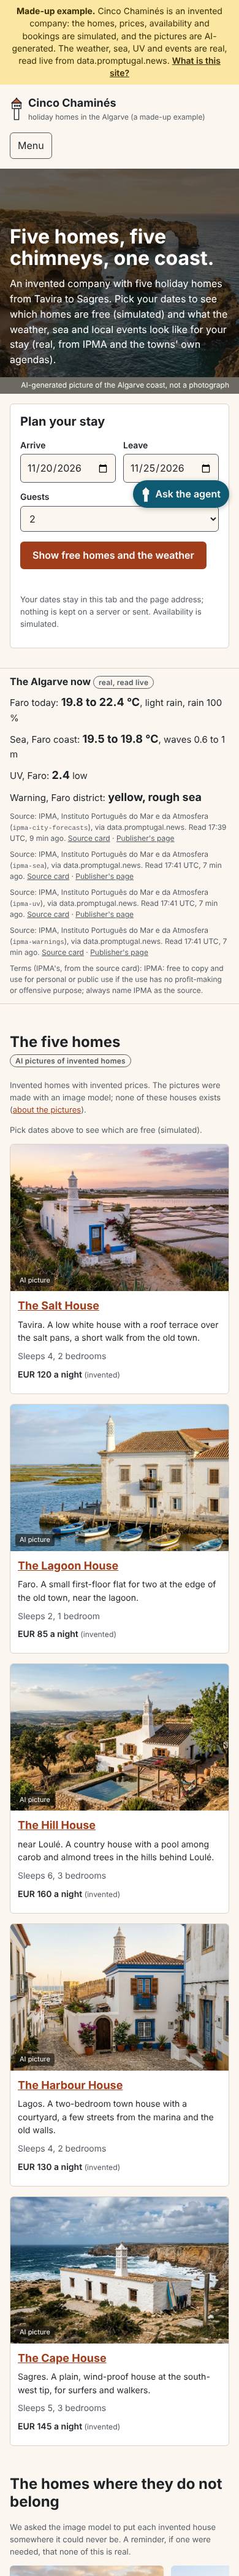 Made-up example. Cinco Chaminés is an invented
company: the homes, prices, availability and
bookings are simulated, and the pictures are AI-
generated. The weather, sea, UV and events are real,
read live from data.promptugal.news. What is this
site?
Cinco Chaminés
holiday homes in the Algarve (a made-up example)
Menu
Five homes, five
chimneys, one coast.
An invented company with five holiday homes
from Tavira to Sagres. Pick your dates to see
which homes are free (simulated) and what the
weather, sea and local events look like for your
stay (real, from IPMA and the towns' own
agendas).
AI-generated picture of the Algarve coast, not a photograph
Plan your stay
Arrive
Leave
11/20/2026
11/25/2026
Ask the agent
Guests
2
Show free homes and the weather
Your dates stay in this tab and the page address;
nothing is kept on a server or sent. Availability is
simulated.
The Algarve now real, read live
Faro today: 19.8 to 22.4 °C, light rain, rain 100
%
Sea, Faro coast: 19.5 to 19.8 °C, waves 0.6 to 1
m
UV, Faro: 2.4 low
Warning, Faro district: yellow, rough sea
Source: IPMA, Instituto Português do Mar e da Atmosfera
(ipma-city-forecasts), via data.promptugal.news. Read 17:39
UTC, 9 min ago. Source card · Publisher's page
Source: IPMA, Instituto Português do Mar e da Atmosfera
(ipma-sea), via data.promptugal.news. Read 17:41 UTC, 7 min
ago. Source card · Publisher's page
Source: IPMA, Instituto Português do Mar e da Atmosfera
(ipma-uv), via data.promptugal.news. Read 17:41 UTC, 7 min
ago. Source card · Publisher's page
Source: IPMA, Instituto Português do Mar e da Atmosfera
(ipma-warnings), via data.promptugal.news. Read 17:41 UTC, 7
min ago. Source card · Publisher's page
Terms (IPMA's, from the source card): IPMA: free to copy and
use for personal or public use if the use has no profit-making
or offensive purpose; always name IPMA as the source.
The five homes
AI pictures of invented homes
Invented homes with invented prices. The pictures were
made with an image model; none of these houses exists
(about the pictures).
Pick dates above to see which are free (simulated).
AI picture
The Salt House
Tavira. A low white house with a roof terrace over
the salt pans, a short walk from the old town.
Sleeps 4, 2 bedrooms
EUR 120 a night (invented)
AI picture
The Lagoon House
Faro. A small first-floor flat for two at the edge of
the old town, near the lagoon.
Sleeps 2, 1 bedroom
EUR 85 a night (invented)
AI picture
The Hill House
near Loulé. A country house with a pool among
carob and almond trees in the hills behind Loulé.
Sleeps 6, 3 bedrooms
EUR 160 a night (invented)
AI picture
The Harbour House
Lagos. A two-bedroom town house with a
courtyard, a few streets from the marina and the
old walls.
Sleeps 4, 2 bedrooms
EUR 130 a night (invented)
AI picture
The Cape House
Sagres. A plain, wind-proof house at the south-
west tip, for surfers and walkers.
Sleeps 5, 3 bedrooms
EUR 145 a night (invented)
The homes where they do not
belong
We asked the image model to put each invented house
somewhere it could never be. A reminder, if one were
needed, that none of this is real.